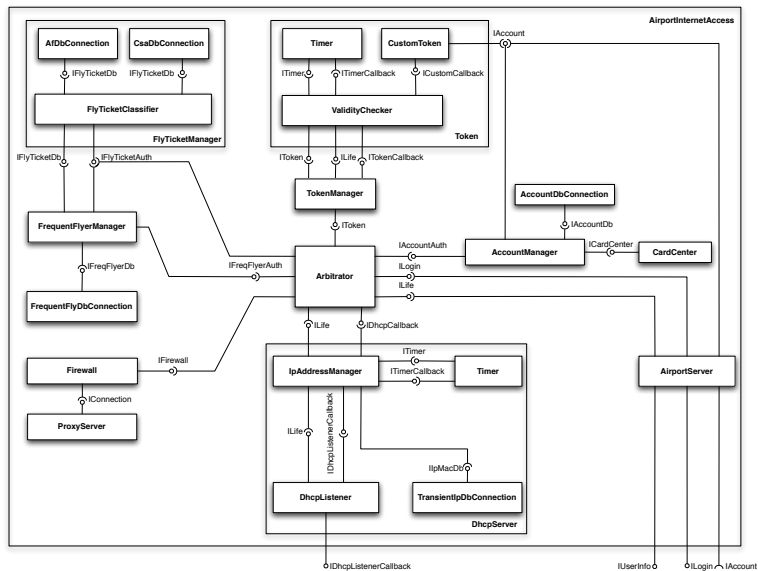 AirportInternetAccess
AfDbConnection
CsaDbConnection
Timer
CustomToken
IAccount
IFlyTicketDb
IFlyTicketDb
ITimer
ITimerCallback
ICustomCallback
FlyTicketClassifier
ValidityChecker
FlyTicketManager
Token
IFlyTicketDb
IFlyTicketAuth
IToken
ILife
ITokenCallback
TokenManager
AccountDbConnection
FrequentFlyerManager
IToken
IAccountDb
IAccountAuth
ICardCenter
AccountManager
CardCenter
IFreqFlyerDb
IFreqFlyerAuth
Arbitrator
ILogin
ILife
FrequentFlyDbConnection
ILife
IDhcpCallback
IFirewall
Firewall
IpAddressManager
ITimer
ITimerCallback
Timer
AirportServer
IConnection
ProxyServer
ILife
IDhcpListenerCallback
IIpMacDb
DhcpListener
TransientIpDbConnection
DhcpServer
IDhcpListenerCallback
IUserInfo
ILogin
IAccount